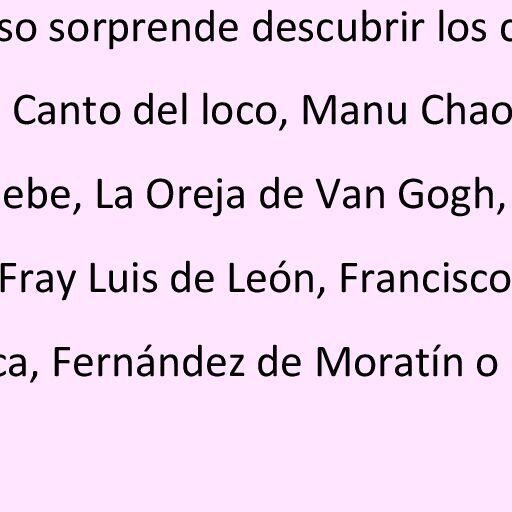 so sorprende descubrir los
Canto del loco, Manu Chao
ebe, La Oreja de Van Gogh,
Fray Luis de León, Francisco
ca, Fernández de Moratín o